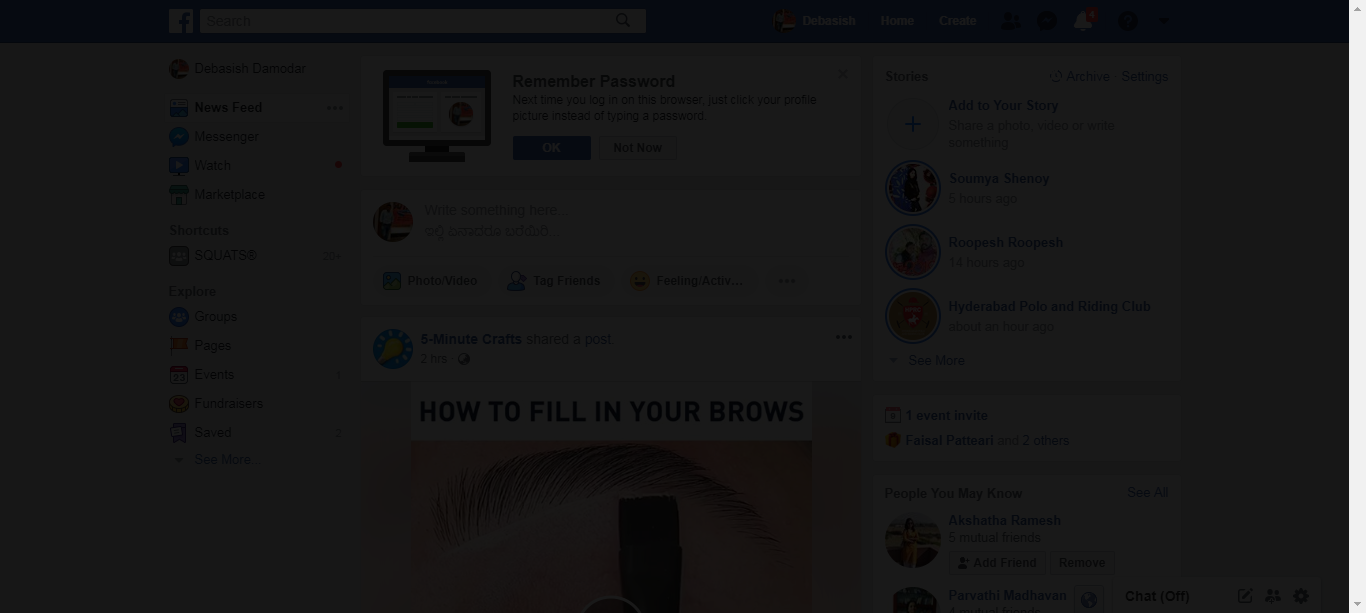 Search
Debasish
Home
Create
4
Debasish Damodar
News Feed
Messenger
Watch
Marketplace
Shortcuts
SQUATS®
20+
Explore
Groups
Pages
Events
Fundraisers
Saved
2
See More...
Remember Password
Next time you log in on this browser, just click your profile
picture instead of typing a password.
OK
Not Now
Write something here...
Photo/Video
Tag Friends
Feeling/Activ...
5-Minute Crafts shared a post.
2 hrs
HOW TO FILL IN YOUR BROWS
Stories
Archive · Settings
Add to Your Story
Share a photo, video or write
something
Soumya Shenoy
5 hours ago
Roopesh Roopesh
14 hours ago
Hyderabad Polo and Riding Club
about an hour ago
See More
1 event invite
Faisal Patteari and 2 others
People You May Know
See All
Akshatha Ramesh
5 mutual friends
Add Friend
Remove
Parvathi Madhavan
Chat (Off)